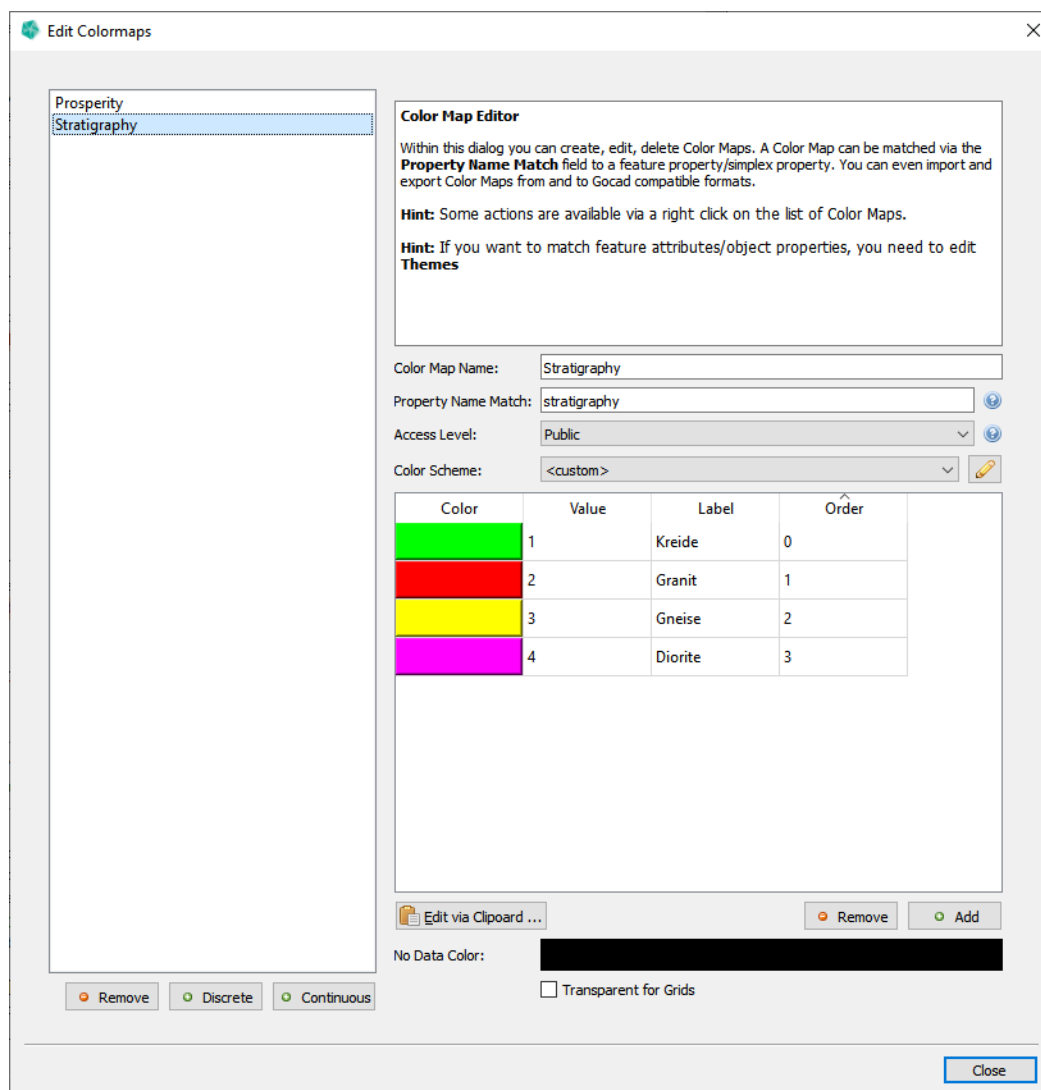 Edit Colormaps
Prosperity
Stratigraphy
Color Map Editor
Within this dialog you can create, edit, delete Color Maps. A Color Map can be matched via the
Property Name Match field to a feature property/simplex property. You can even import and
export Color Maps from and to Gocad compatible formats.
Hint: Some actions are available via a right click on the list of Color Maps.
Hint: If you want to match feature attributes/object properties, you need to edit
Themes
Color Map Name: Stratigraphy
Property Name Match: stratigraphy
Access Level: Public
Color Scheme: <custom>
Color Value Label Order
1 Kreide 0
2 Granit 1
3 Gneise 2
4 Diorite 3
Edit via Clipoard ... Remove Add
No Data Color:
Transparent for Grids
Remove Discrete Continuous
Close